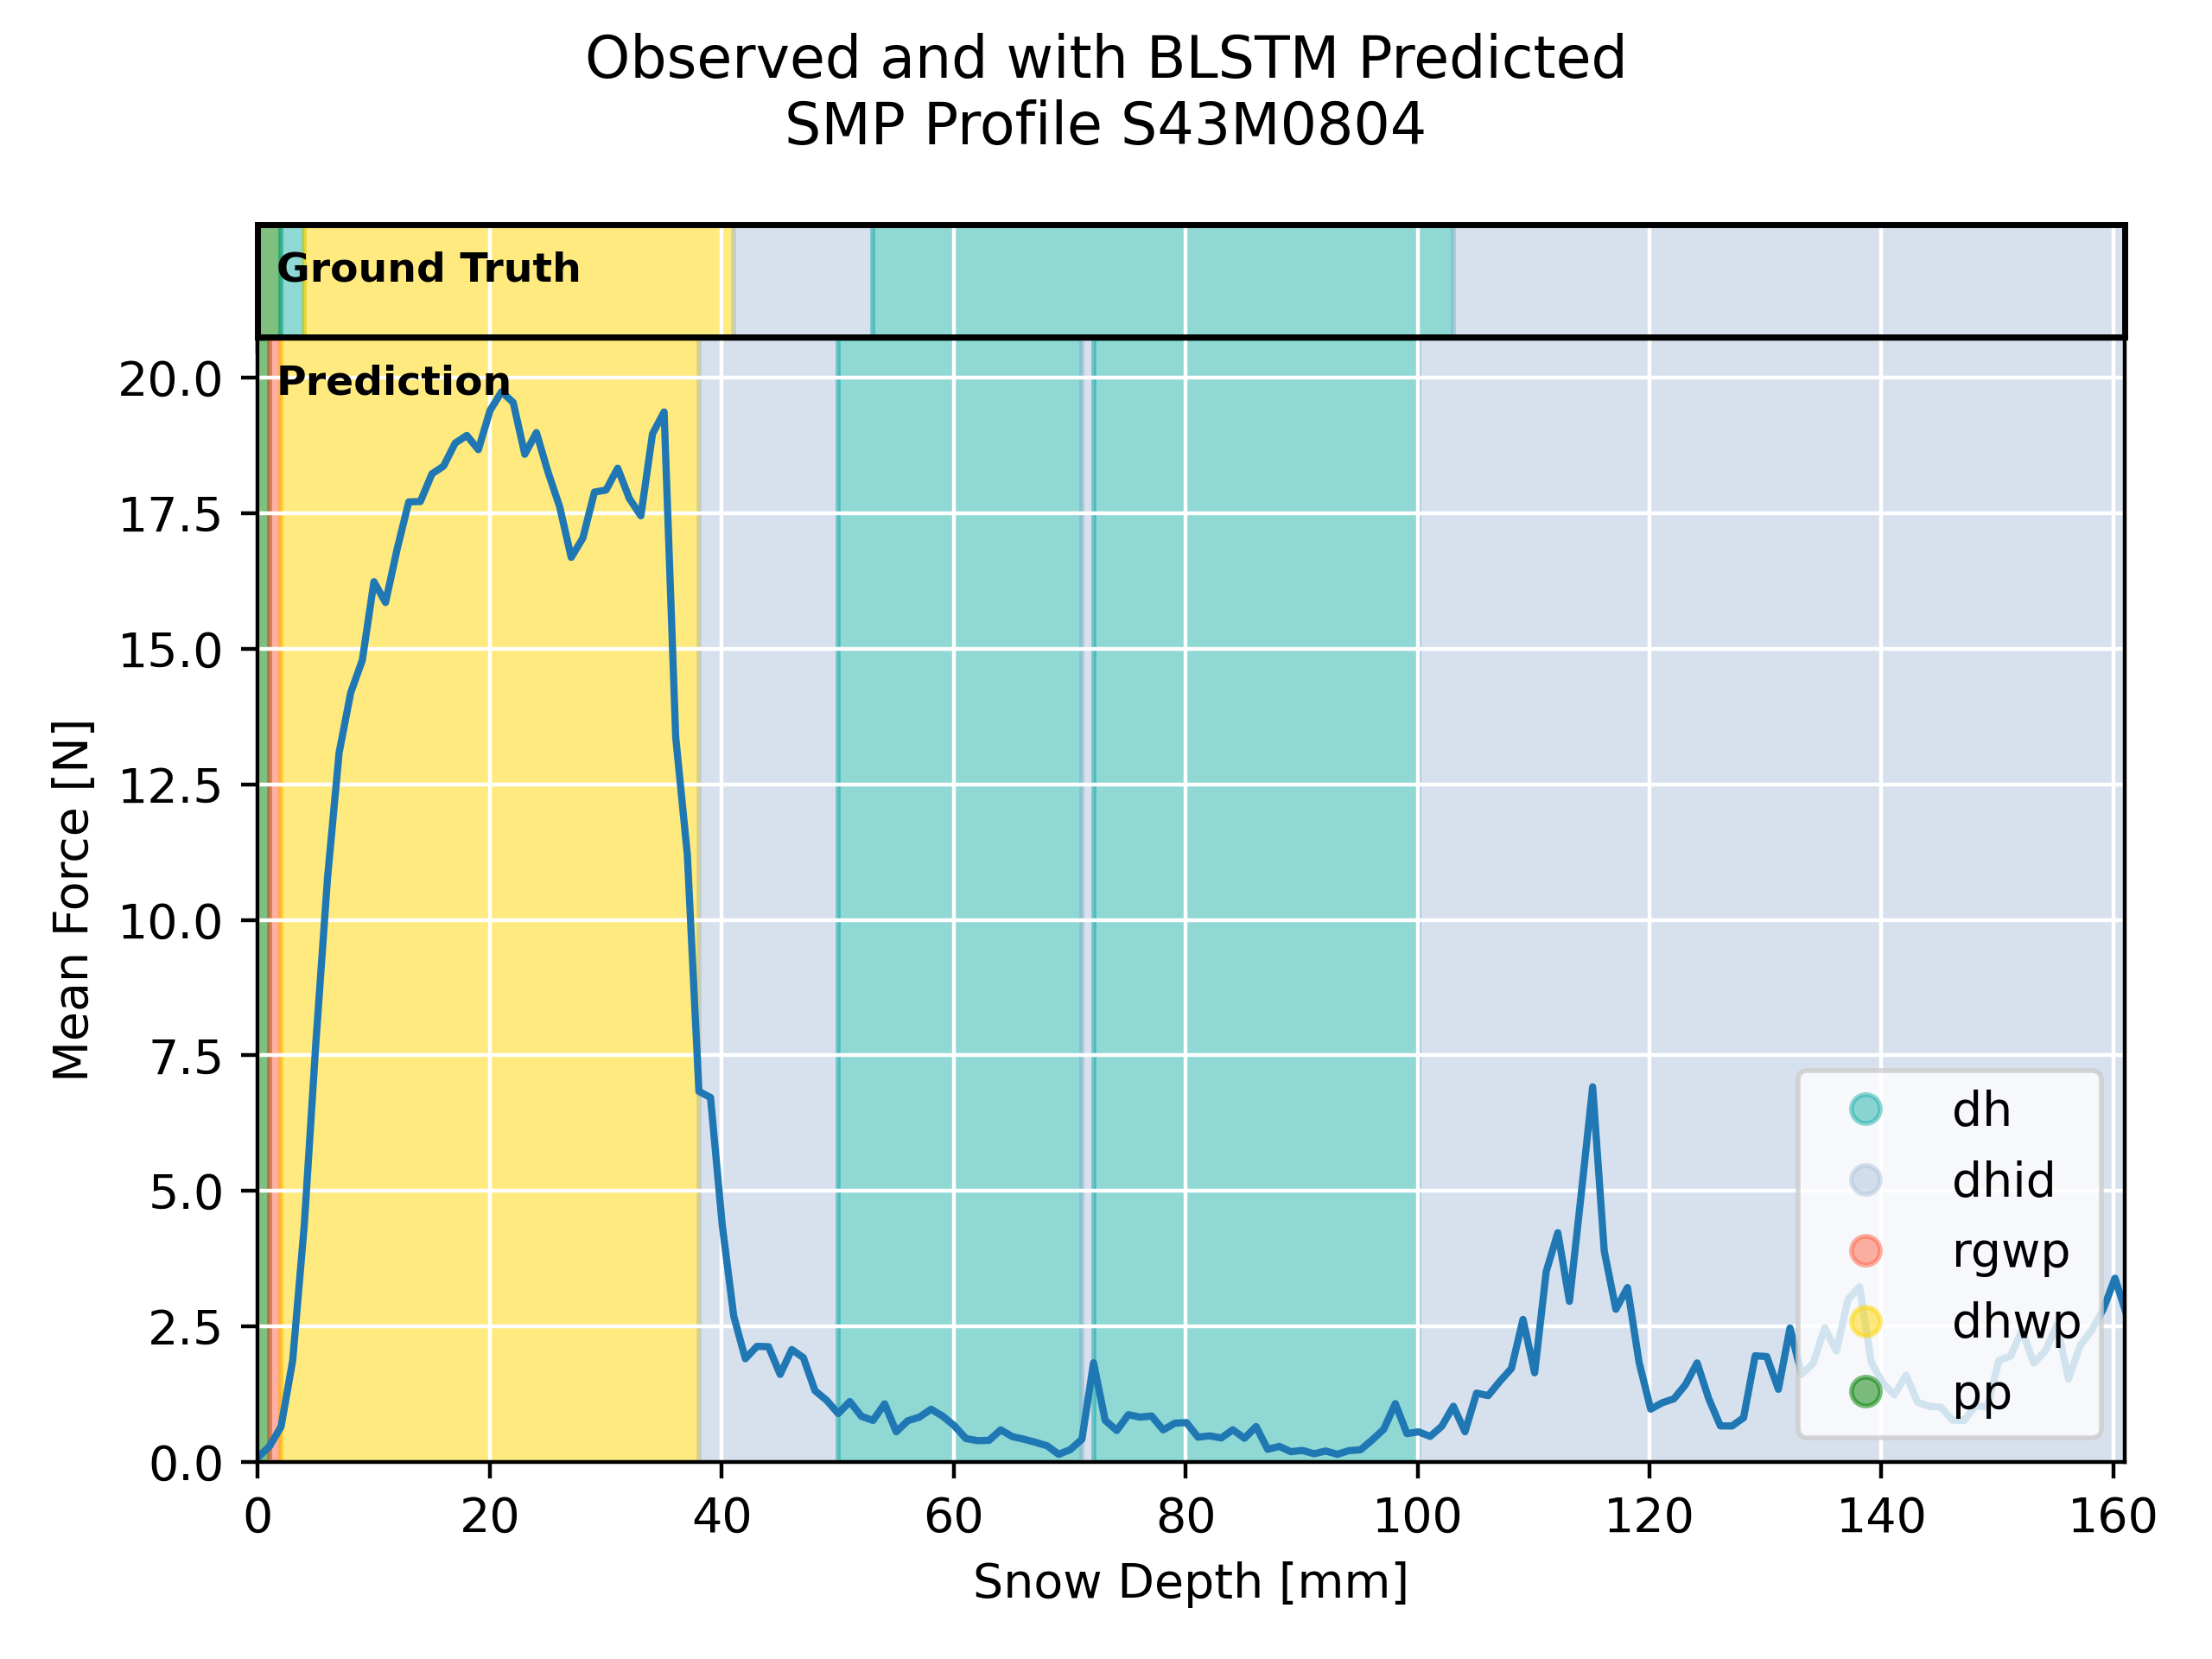 Observed and with BLSTM Predicted
SMP Profile S43M0804
Ground Truth
Prediction
20.0
17.5
15.0
12.5
10.0
7.5
5.0
2.5
0.0
Mean Force [N]
dh
dhid
rgwp
dhwp
pp
0 20 40 60 80 100 120 140 160
Snow Depth [mm]